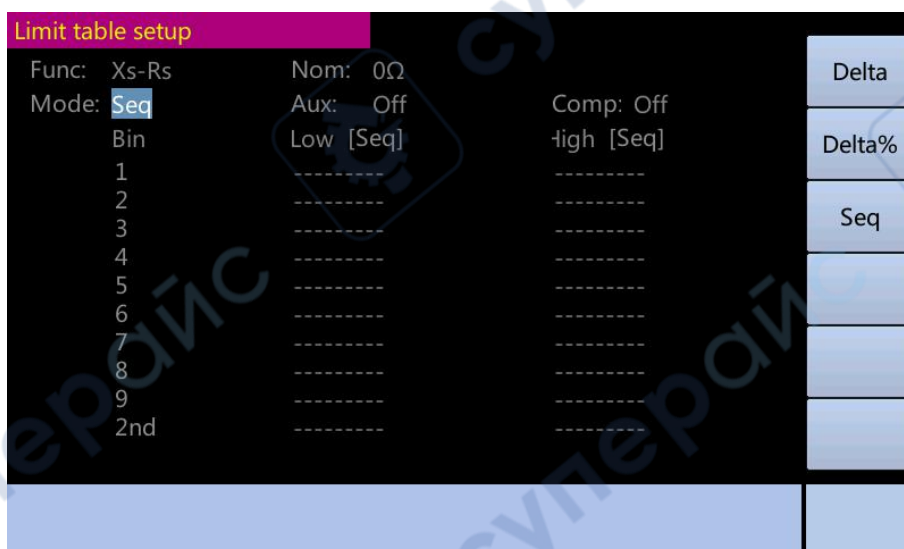 Limit table setup
Func: Xs-Rs Nom: 0Ω
Mode: Seq Aux: Off Comp: Off
Bin Low [Seq] High [Seq]
1 --------- ---------
2 --------- ---------
3 --------- ---------
4 --------- ---------
5 --------- ---------
6 --------- ---------
7 --------- ---------
8 --------- ---------
9 --------- ---------
2nd --------- ---------
Delta
Delta%
Seq
суперайс